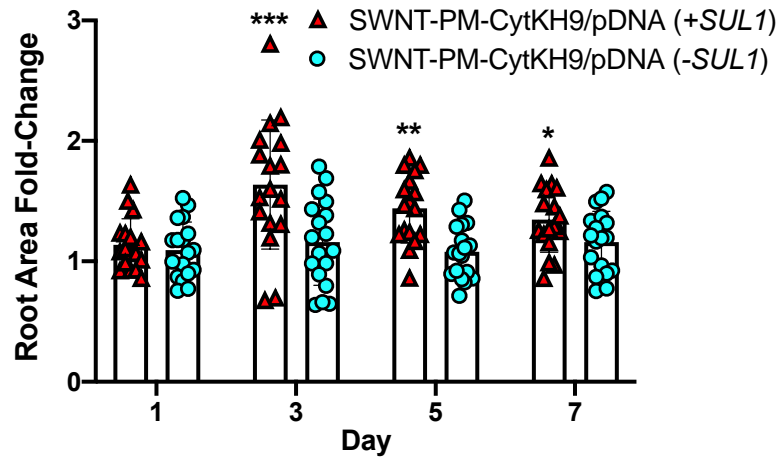 3
***
SWNT-PM-CytKH9/pDNA (+SUL1)
SWNT-PM-CytKH9/pDNA (-SUL1)
Root Area Fold-Change
2
**
*
1
0
1 3 5 7
Day